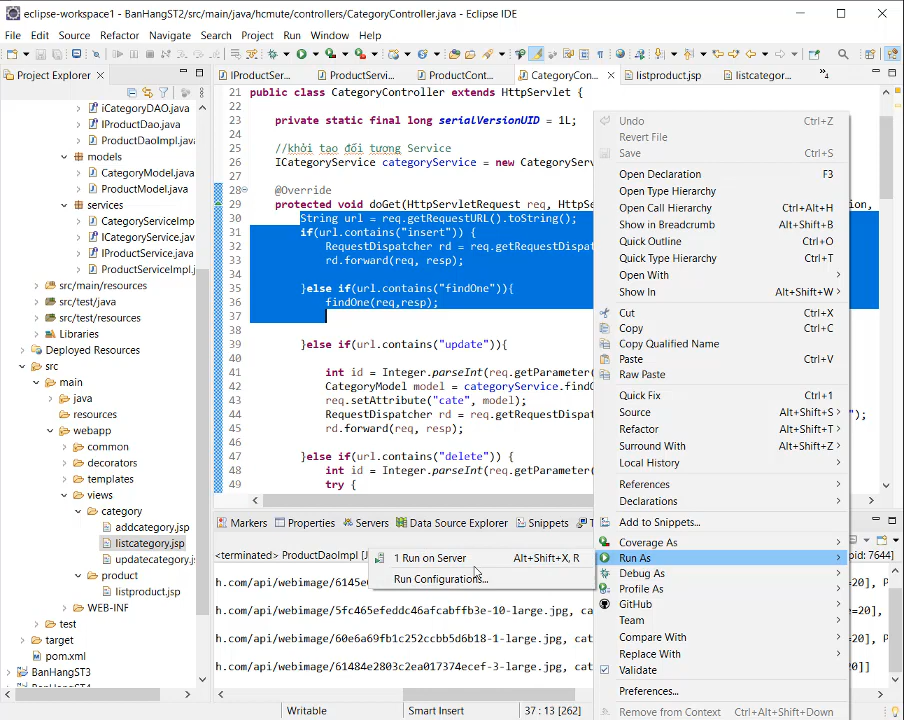 eclipse-workspace1 - BanHangST2/src/main/java/hcmute/controllers/CategoryController.java - Eclipse IDE
File Edit Source Refactor Navigate Search Project Run Window Help
Project Explorer
IProductSer...
ProductServi...
ProductCont...
CategoryCon...
listproduct.jsp
listcategor...
iCategoryDAO.java
IProductDao.java
ProductDaoImpl.java
models
CategoryModel.java
ProductModel.java
services
CategoryServiceImp
ICategoryService.jav
IProductService.java
ProductServiceImpl.
src/main/resources
src/test/java
src/test/resources
Libraries
Deployed Resources
src
main
java
resources
webapp
common
decorators
templates
views
category
addcategory.jsp
listcategory.jsp
updatecategory.j
product
listproduct.jsp
WEB-INF
test
target
pom.xml
BanHangST3
21 public class CategoryController extends HttpServlet {
22
23 private static final long serialVersionUID = 1L;
24
25 //khởi tạo đối tượng Service
26 ICategoryService categoryService = new CategoryServ
27
28 @Override
29 protected void doGet(HttpServletRequest req, HttpS
30 String url = req.getRequestURL().toString();
31 if(url.contains("insert")) {
32 RequestDispatcher rd = req.getRequestDispat
33 rd.forward(req, resp);
34
35 }else if(url.contains("findOne")){
36 findOne(req,resp);
37
38
39 }else if(url.contains("update")){
40
41 int id = Integer.parseInt(req.getParameter(
42 CategoryModel model = categoryService.findO
43 req.setAttribute("cate", model);
44 RequestDispatcher rd = req.getRequestDispat
");
45 rd.forward(req, resp);
46
47 }else if(url.contains("delete")) {
48 int id = Integer.parseInt(req.getParameter(
49 try {
Undo Ctrl+Z
Revert File
Save Ctrl+S
Open Declaration F3
Open Type Hierarchy
Open Call Hierarchy Ctrl+Alt+H
Show in Breadcrumb Alt+Shift+B
Quick Outline Ctrl+O
Quick Type Hierarchy Ctrl+T
Open With
Show In Alt+Shift+W
Cut Ctrl+X
Copy Ctrl+C
Copy Qualified Name
Paste Ctrl+V
Raw Paste
Quick Fix Ctrl+1
Source Alt+Shift+S
Refactor Alt+Shift+T
Surround With Alt+Shift+Z
Local History
References
Declarations
Add to Snippets...
Coverage As
Run As
Debug As
Profile As
GitHub
Team
Compare With
Replace With
Validate
Preferences...
Remove from Context Ctrl+Alt+Shift+Down
1 Run on Server Alt+Shift+X, R
Run Configurations...
Markers
Properties
Servers
Data Source Explorer
Snippets
<terminated> ProductDaoImpl [J
pid: 7644]
h.com/api/webimage/6145e
=20], P
h.com/api/webimage/5fc465efeddc46afcabffb3e-10-large.jpg, cat
=20], P
h.com/api/webimage/60e6a69fb1c252ccbb5d6b18-1-large.jpg, cate
=20], P
h.com/api/webimage/61484e2803c2ea017374ecef-3-large.jpg, cate
=20]]
Writable
Smart Insert
37 : 13 [262]